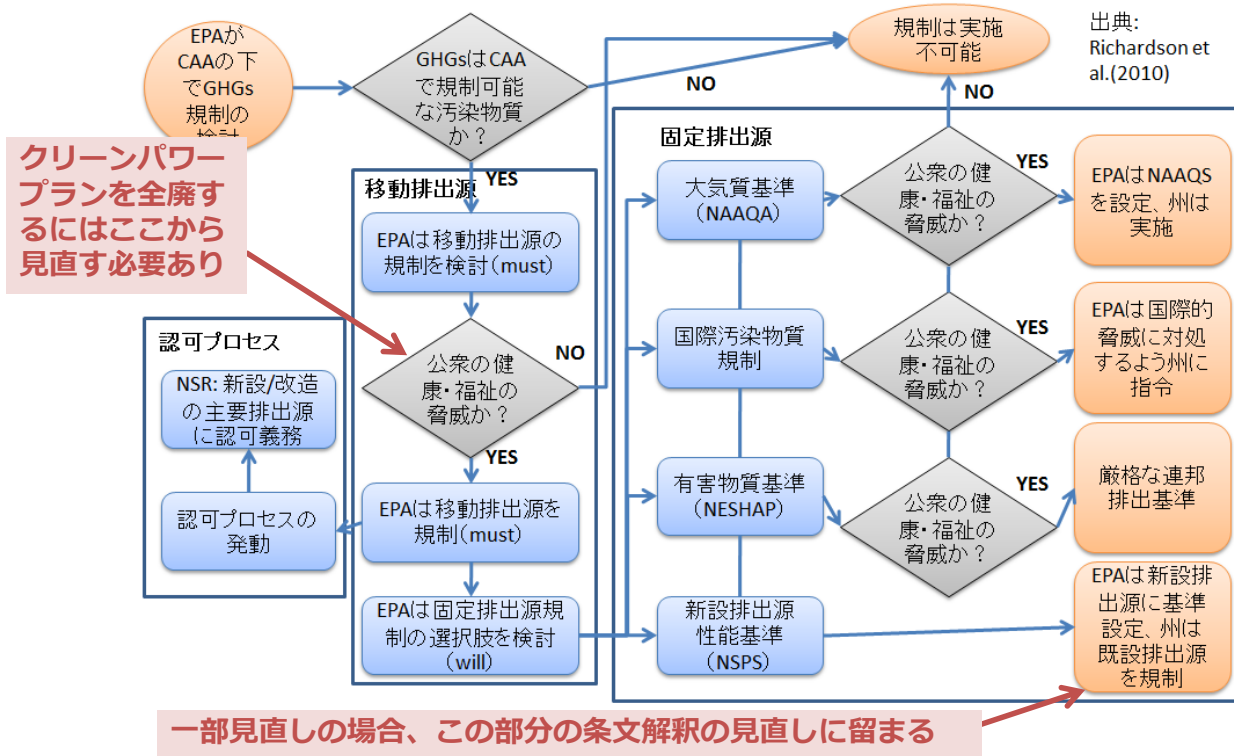 EPAが
CAAの下
でGHGs
規制の
検討
GHGsはCAA
で規制可能
な汚染物質
か？
NO
YES
規制は実施
不可能
出典:
Richardson et
al.(2010)
クリーンパワー
プランを全廃す
るにはここから
見直す必要あり
移動排出源
EPAは移動排出源の
規制を検討(must)
公衆の健
康・福祉の
脅威か？
NO
YES
EPAは移動排出源を
規制(must)
EPAは固定排出源規
制の選択肢を検討
(will)
認可プロセス
NSR: 新設/改造
の主要排出源
に認可義務
認可プロセスの
発動
固定排出源
NO
大気質基準
(NAAQA)
公衆の健
康・福祉の
脅威か？
YES
EPAはNAAQS
を設定、州は
実施
国際汚染物質
規制
公衆の健
康・福祉の
脅威か？
YES
EPAは国際的
脅威に対処
するよう州に
指令
有害物質基準
(NESHAP)
公衆の健
康・福祉の
脅威か？
YES
厳格な連邦
排出基準
新設排出源
性能基準
(NSPS)
EPAは新設排
出源に基準
設定、州は
既設排出源
を規制
一部見直しの場合、この部分の条文解釈の見直しに留まる